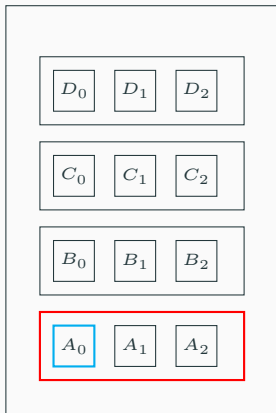 D₀ D₁ D₂
C₀ C₁ C₂
B₀ B₁ B₂
A₀ A₁ A₂